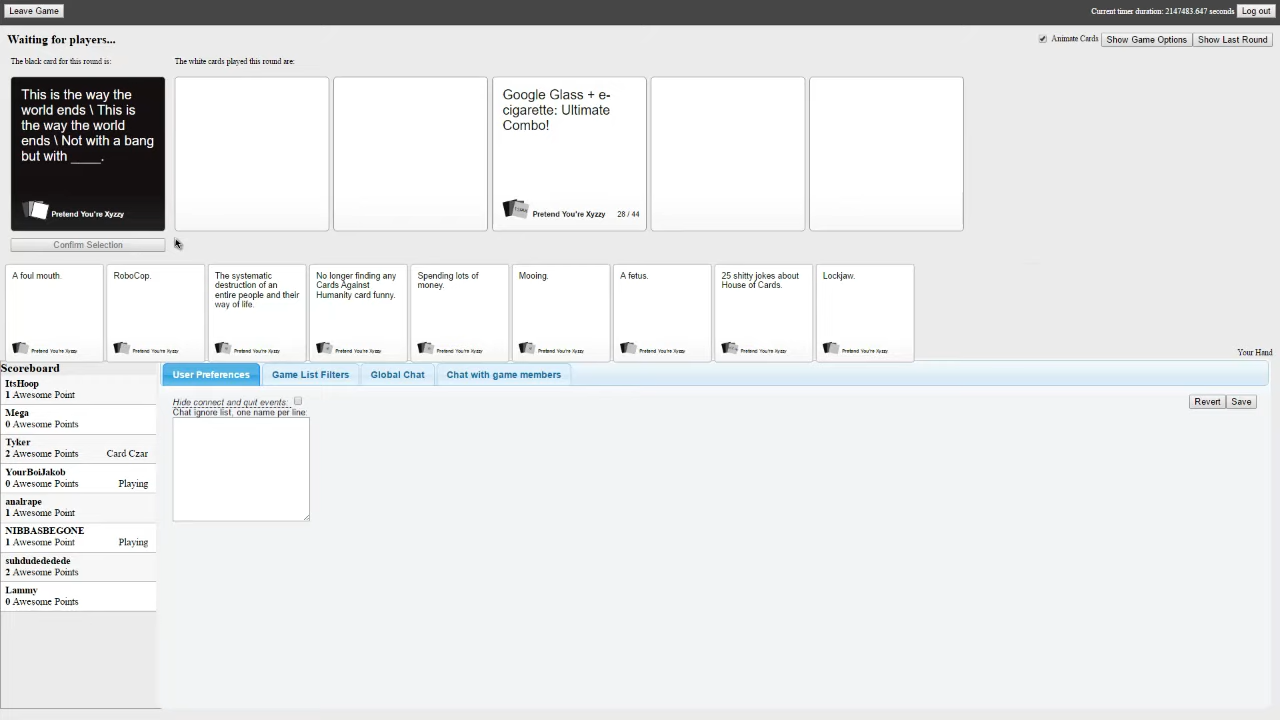 Leave Game
Current timer duration: 2147483.647 seconds
Log out
Waiting for players...
Animate Cards
Show Game Options
Show Last Round
The black card for this round is:
The white cards played this round are:
This is the way the
world ends \ This is
the way the world
ends \ Not with a bang
but with ____.
Pretend You're Xyzzy
Google Glass + e-
cigarette: Ultimate
Combo!
Pretend You're Xyzzy
28 / 44
Confirm Selection
A foul mouth.
Pretend You're Xyzzy
RoboCop.
Pretend You're Xyzzy
The systematic
destruction of an
entire people and their
way of life.
Pretend You're Xyzzy
No longer finding any
Cards Against
Humanity card funny.
Pretend You're Xyzzy
Spending lots of
money.
Pretend You're Xyzzy
Mooing.
Pretend You're Xyzzy
A fetus.
Pretend You're Xyzzy
25 shitty jokes about
House of Cards.
Pretend You're Xyzzy
Lockjaw.
Pretend You're Xyzzy
Your Hand
Scoreboard
ItsHoop
1 Awesome Point
Mega
0 Awesome Points
Tyker
2 Awesome Points Card Czar
YourBoiJakob
0 Awesome Points Playing
analrape
1 Awesome Point
NIBBASBEGONE
1 Awesome Point Playing
suhdudededede
2 Awesome Points
Lammy
0 Awesome Points
User Preferences
Game List Filters
Global Chat
Chat with game members
Hide connect and quit events:
Chat ignore list, one name per line:
Revert
Save